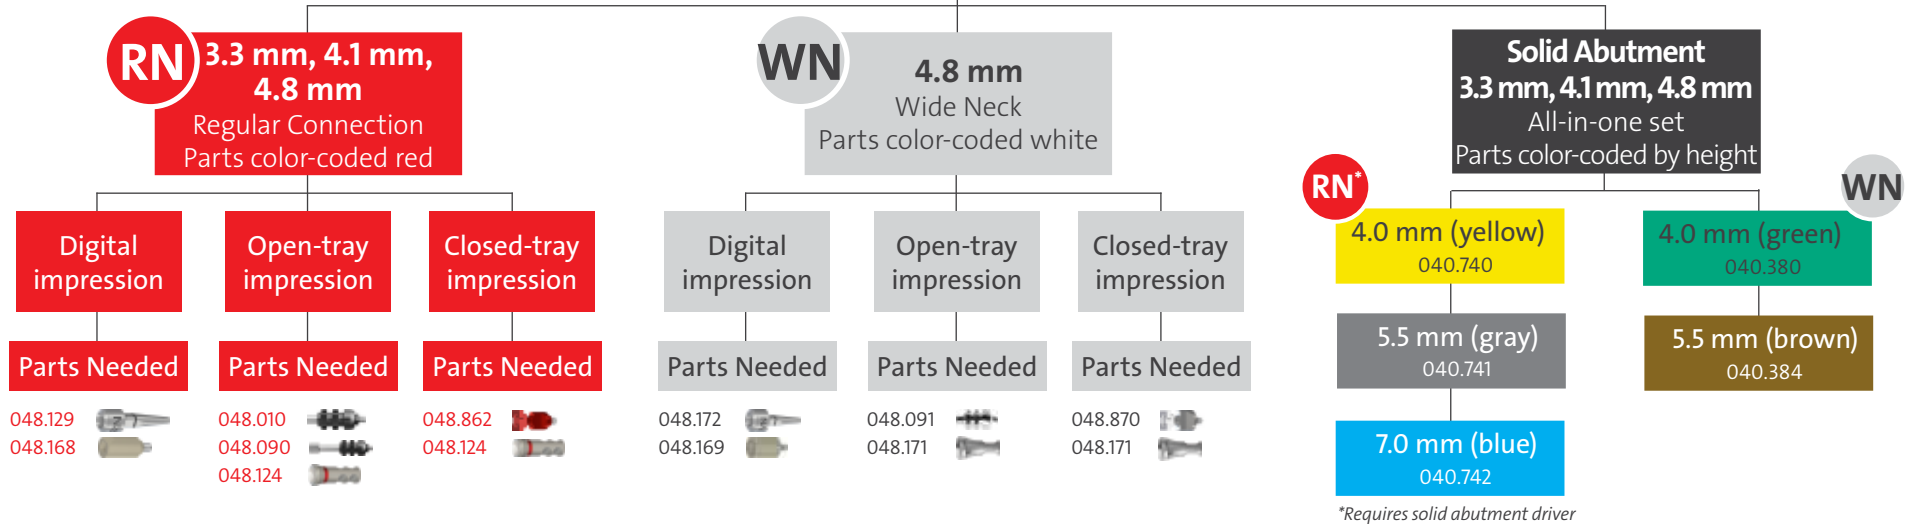 RN
3.3 mm, 4.1 mm,
4.8 mm
Regular Connection
Parts color-coded red
Digital
impression
Open-tray
impression
Closed-tray
impression
Parts Needed
Parts Needed
Parts Needed
048.129
048.168
048.010
048.090
048.124
048.862
048.124
WN
4.8 mm
Wide Neck
Parts color-coded white
Digital
impression
Open-tray
impression
Closed-tray
impression
Parts Needed
Parts Needed
Parts Needed
048.172
048.169
048.091
048.171
048.870
048.171
Solid Abutment
3.3 mm, 4.1 mm, 4.8 mm
All-in-one set
Parts color-coded by height
RN*
4.0 mm (yellow)
040.740
5.5 mm (gray)
040.741
7.0 mm (blue)
040.742
*Requires solid abutment driver
WN
4.0 mm (green)
040.380
5.5 mm (brown)
040.384